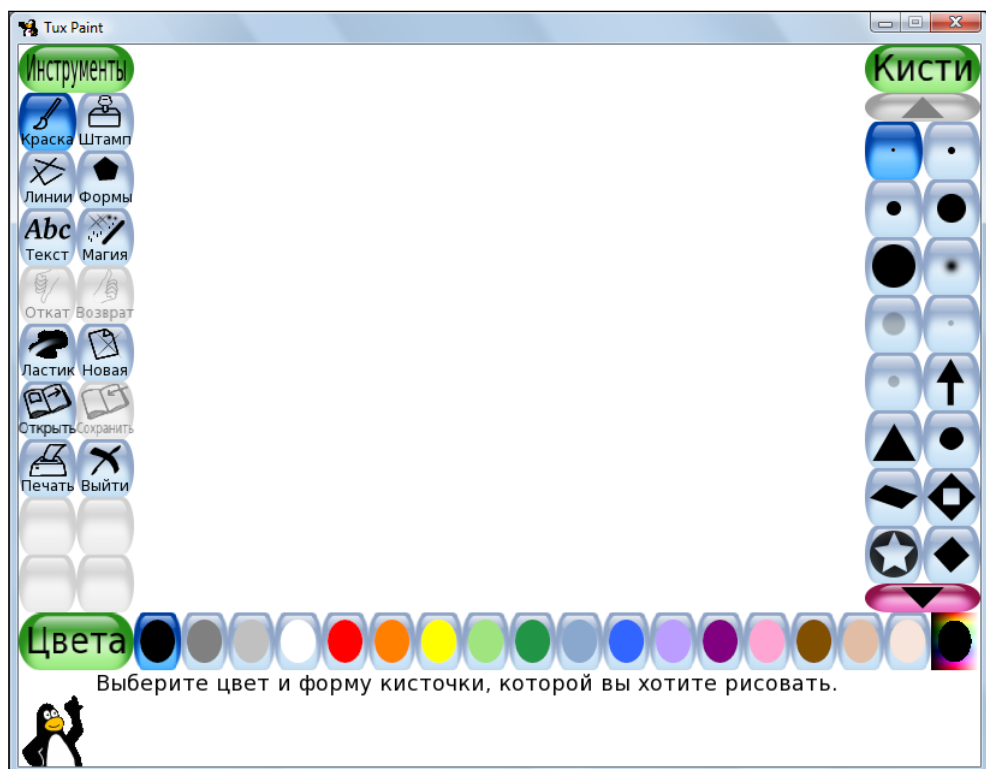 Tux Paint
Инструменты
Кисти
Краска Штамп
Линии Формы
Abc
Текст Магия
Откат Возврат
Ластик Новая
Открыть Сохранить
Печать Выйти
Цвета
Выберите цвет и форму кисточки, которой вы хотите рисовать.